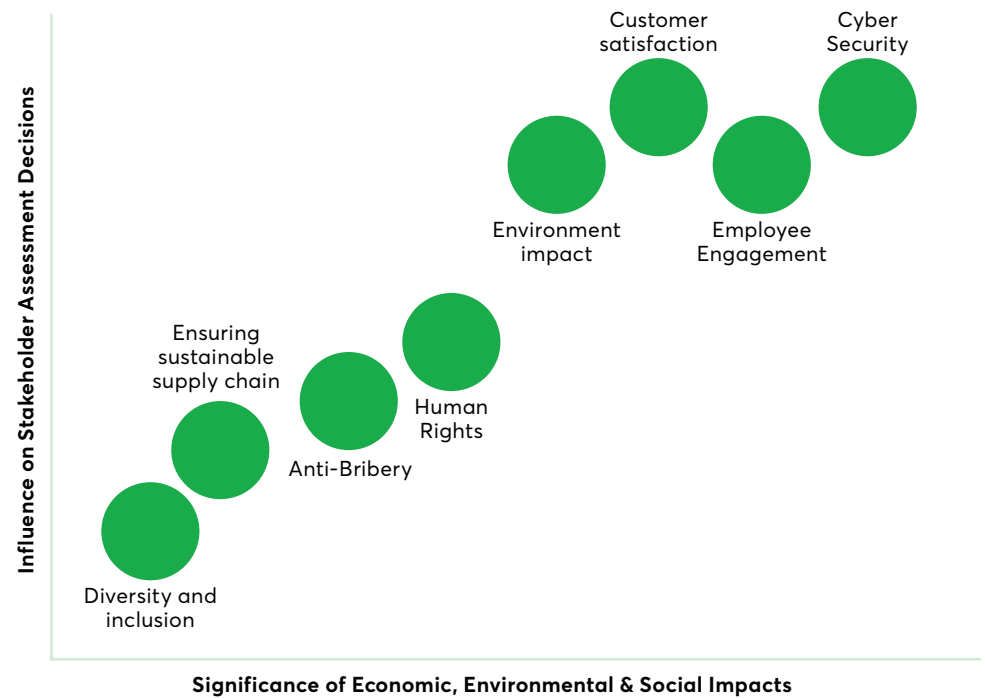 Customer
satisfaction
Cyber
Security
Influence on Stakeholder Assessment Decisions
Environment
impact
Employee
Engagement
Ensuring
sustainable
supply chain
Human
Rights
Anti-Bribery
Diversity and
inclusion
Significance of Economic, Environmental & Social Impacts